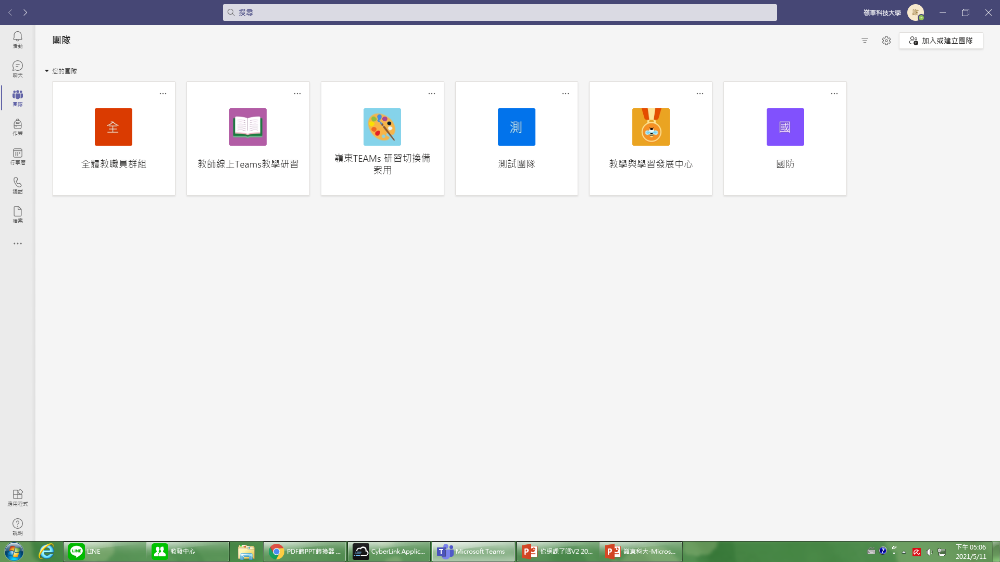 搜尋
嶺東科技大學
謝
活動
聊天
團隊
作業
行事曆
通話
檔案
應用程式
說明
團隊
加入或建立團隊
您的團隊
全
全體教職員群組
教師線上Teams教學研習
嶺東TEAMs 研習切換備
案用
測
測試團隊
教學與學習發展中心
國
國防
LINE
LINE
教發中心
PDF轉PPT轉換器 ...
CyberLink Applic...
Microsoft Teams
你網課了嗎V2 20...
嶺東科大-Micros...
下午 05:06
2021/5/11